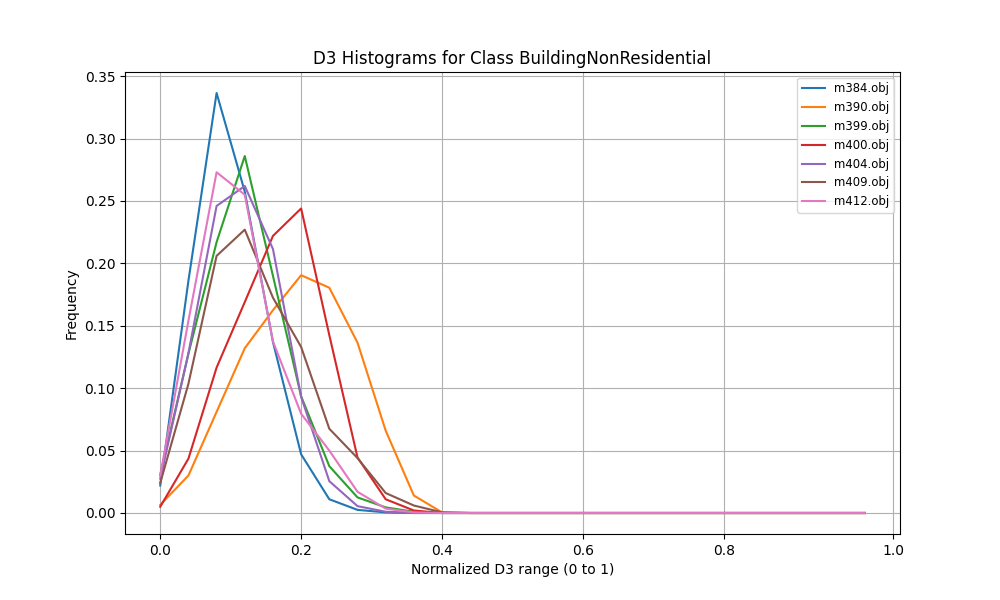 D3 Histograms for Class BuildingNonResidential
0.35
0.30
0.25
0.20
0.15
0.10
0.05
0.00
Frequency
m384.obj
m390.obj
m399.obj
m400.obj
m404.obj
m409.obj
m412.obj
0.0 0.2 0.4 0.6 0.8 1.0
Normalized D3 range (0 to 1)